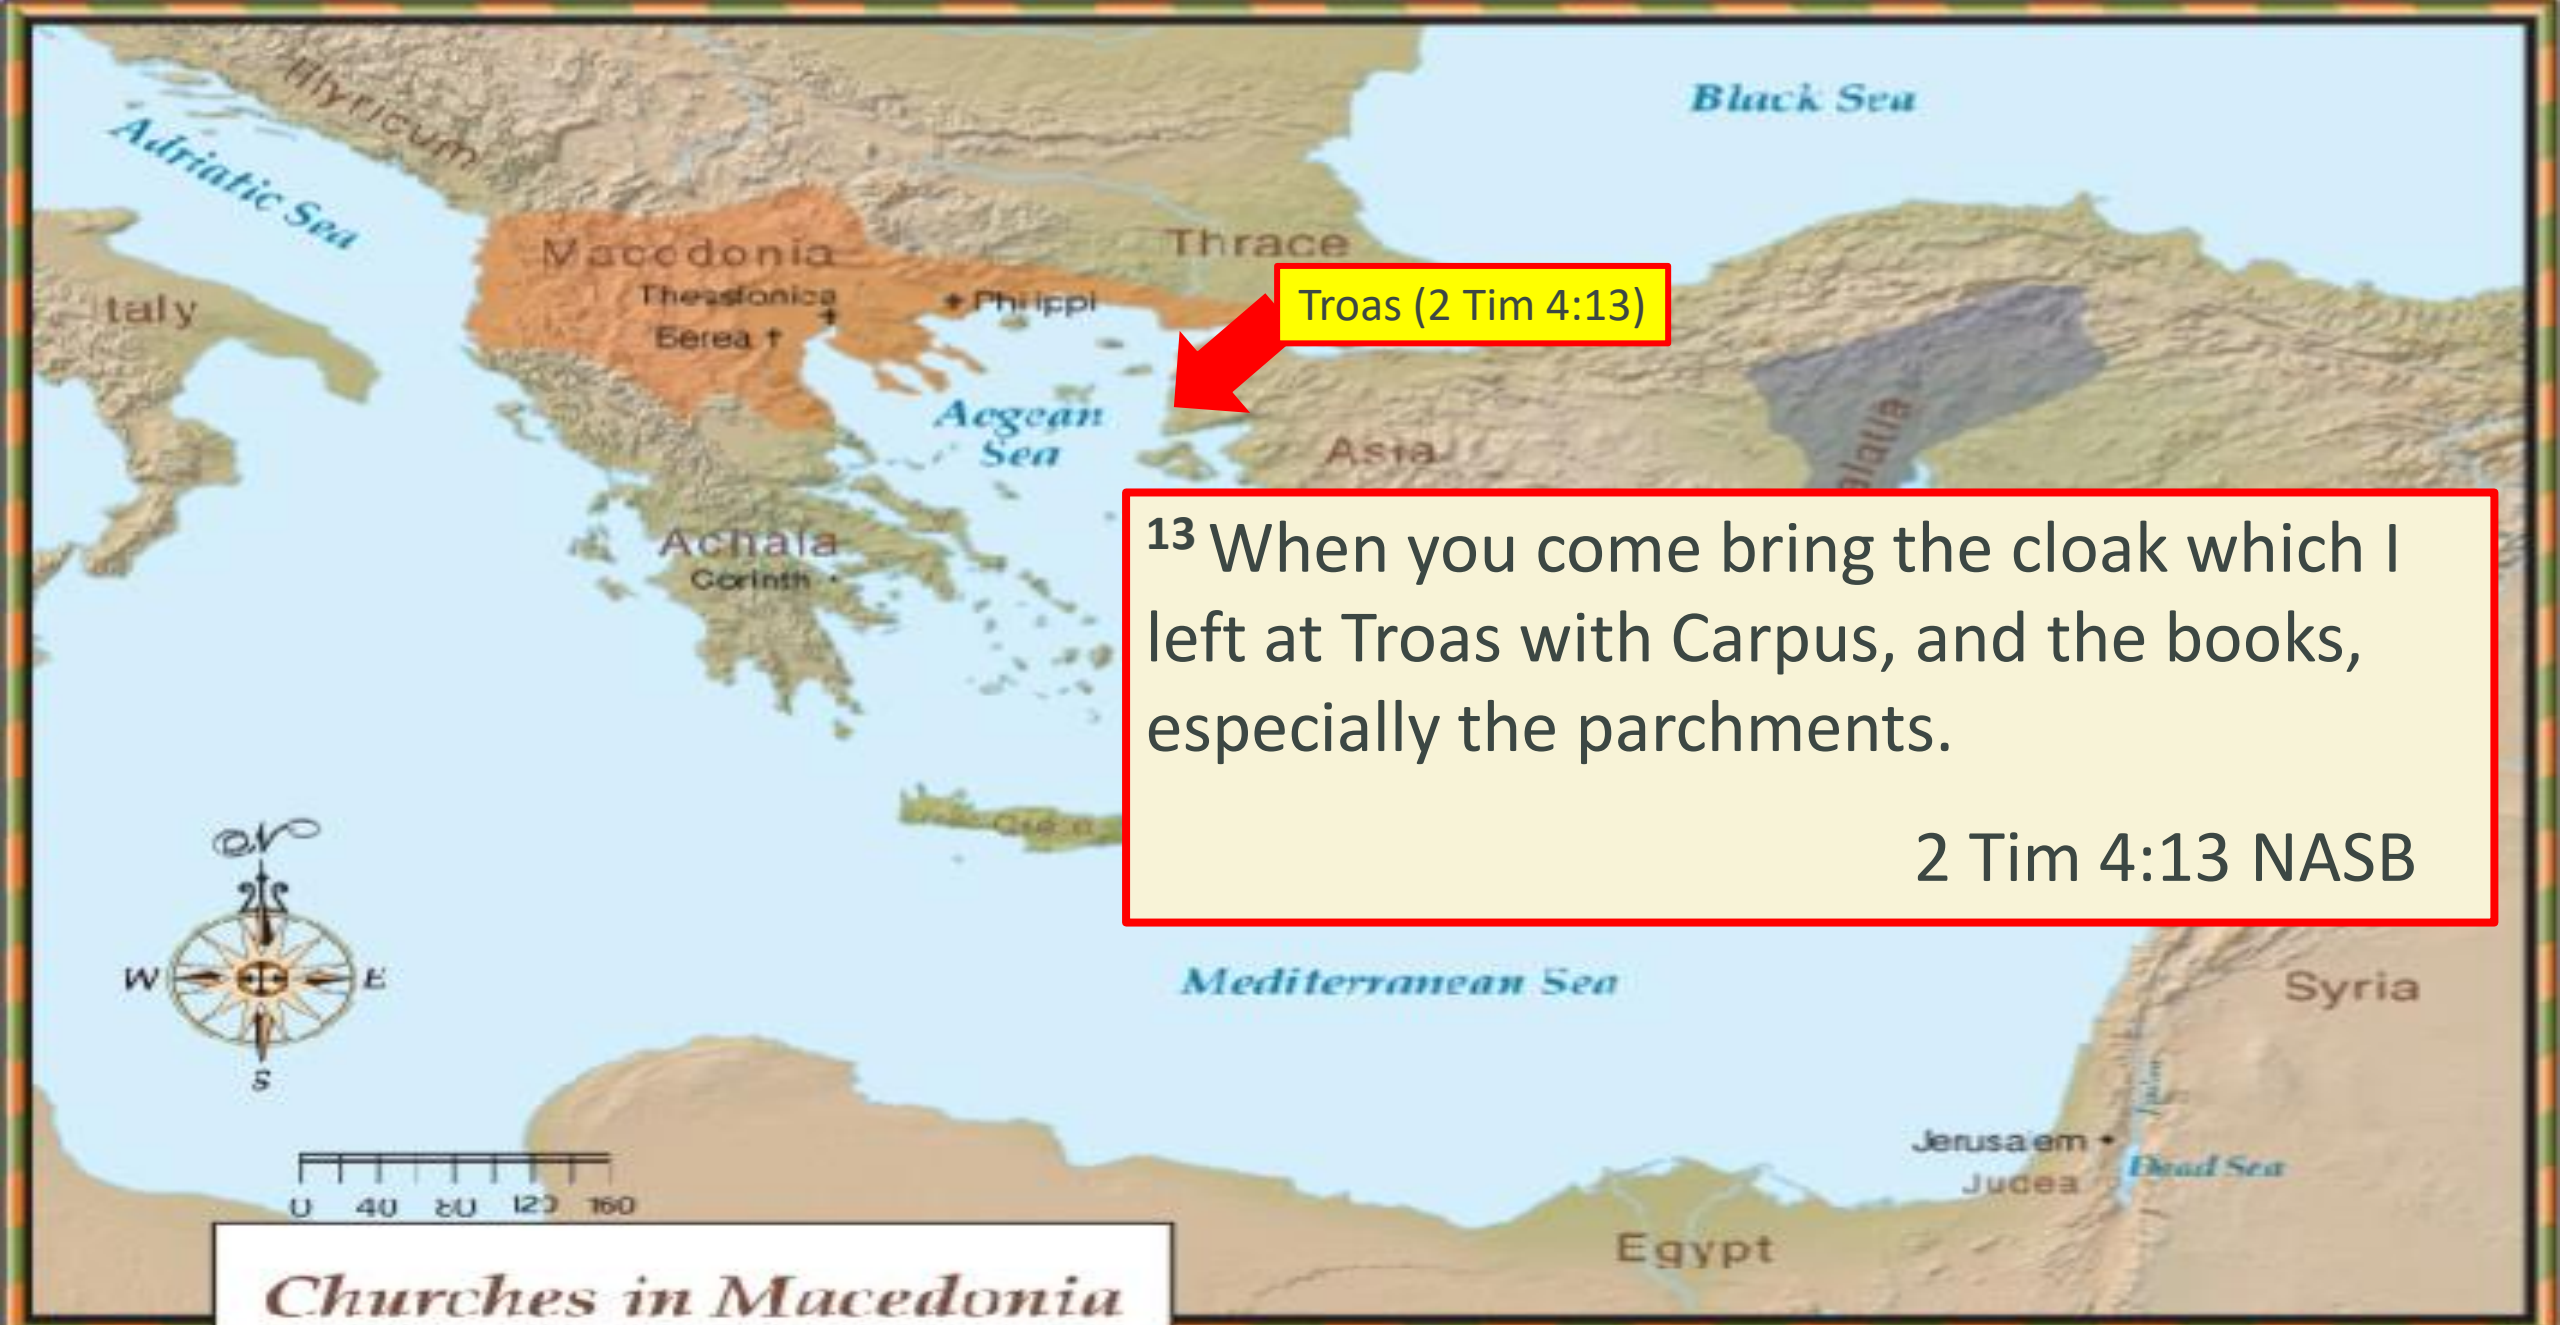 Black Sea
Illyricum
Adriatic Sea
Macedonia
Thrace
Italy
Thessalonica
Philippi
Troas (2 Tim 4:13)
Berea
Aegean
Sea
Asia
alatia
Achaia
Corinth
13 When you come bring the cloak which I
left at Troas with Carpus, and the books,
especially the parchments.
2 Tim 4:13 NASB
Crete
N
W E
S
Mediterranean Sea
Syria
Jerusalem
Judea
Dead Sea
0 40 80 120 160
Egypt
Churches in Macedonia